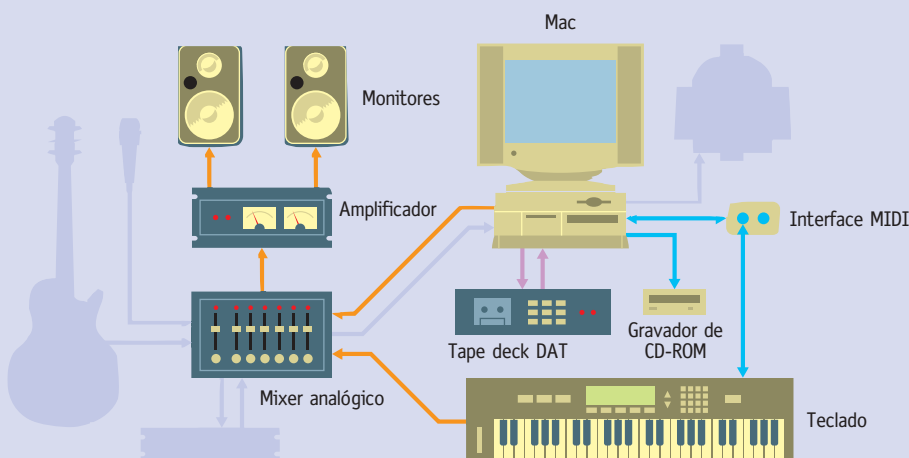 Mac
Monitores
Amplificador
Interface MIDI
Tape deck DAT
Gravador de
CD-ROM
Mixer analógico
Teclado